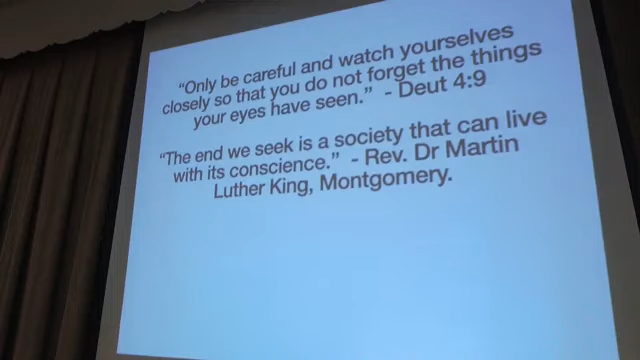 “Only be careful and watch yourselves
closely so that you do not forget the things
your eyes have seen.” - Deut 4:9
“The end we seek is a society that can live
with its conscience.” - Rev. Dr Martin
Luther King, Montgomery.